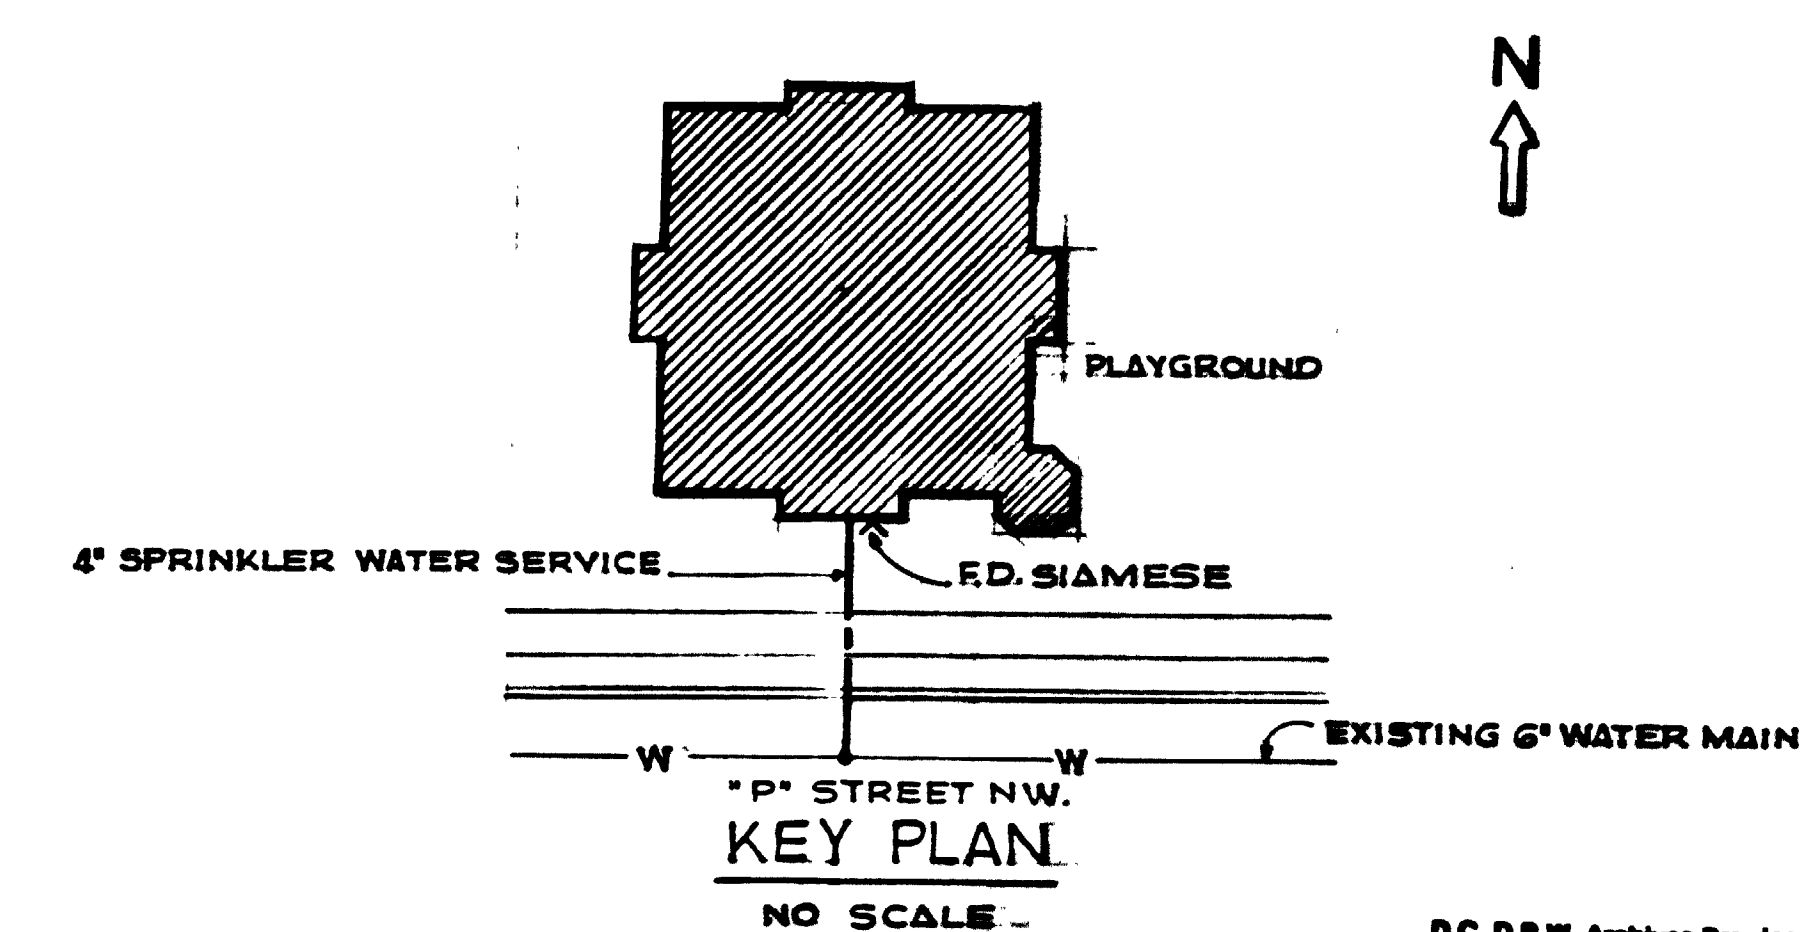 N
PLAYGROUND
4" SPRINKLER WATER SERVICE
F.D. SIAMESE
EXISTING 6" WATER MAIN
W W
"P" STREET NW.
KEY PLAN
NO SCALE